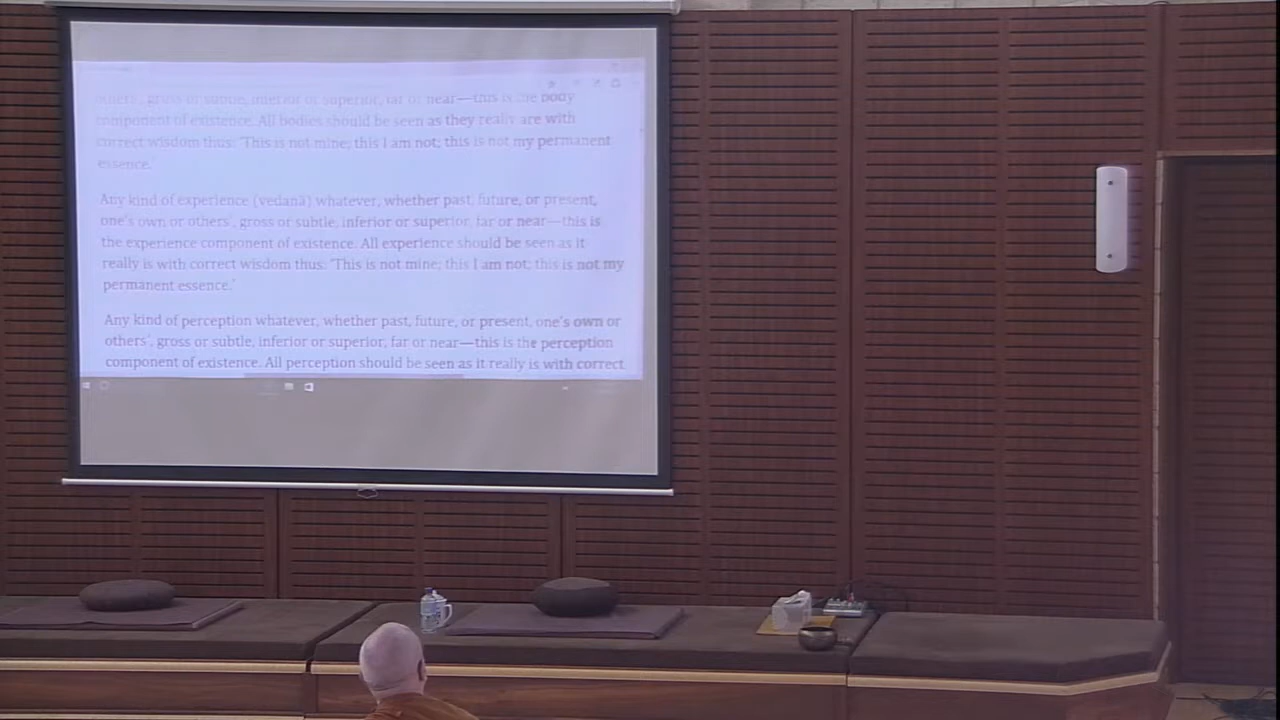 others', gross or subtle, inferior or superior, far or near—this is the body
component of existence. All bodies should be seen as they really are with
correct wisdom thus: 'This is not mine; this I am not; this is not my permanent
essence.'
Any kind of experience (vedanā) whatever, whether past, future, or present,
one's own or others', gross or subtle, inferior or superior, far or near—this is
the experience component of existence. All experience should be seen as it
really is with correct wisdom thus: 'This is not mine; this I am not; this is not my
permanent essence.'
Any kind of perception whatever, whether past, future, or present, one's own or
others', gross or subtle, inferior or superior, far or near—this is the perception
component of existence. All perception should be seen as it really is with correct